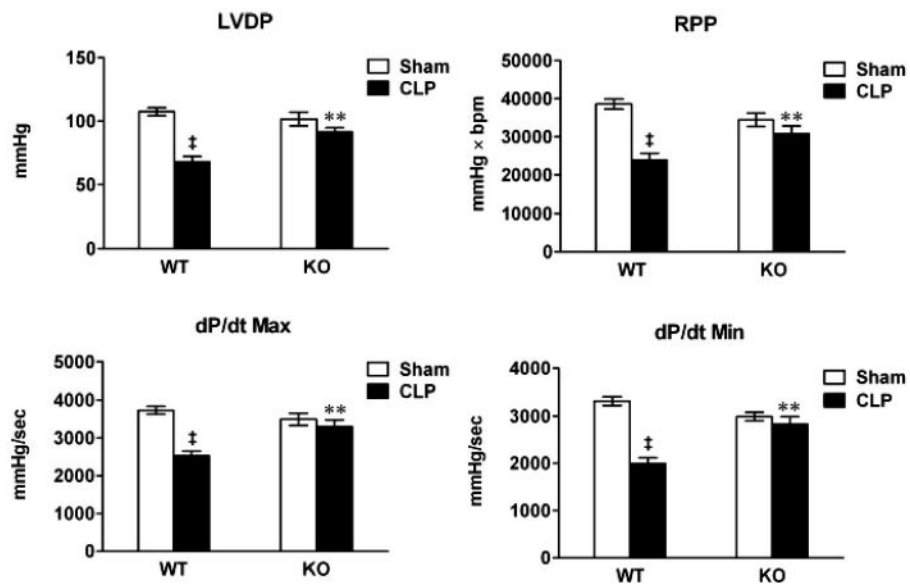 LVDP
150
100
50
0
mmHg
Sham
CLP
‡
**
WT KO
RPP
50000
40000
30000
20000
10000
0
mmHg × bpm
Sham
CLP
‡
**
WT KO
dP/dt Max
5000
4000
3000
2000
1000
0
mmHg/sec
Sham
CLP
‡
**
WT KO
dP/dt Min
4000
3000
2000
1000
0
mmHg/sec
Sham
CLP
‡
**
WT KO